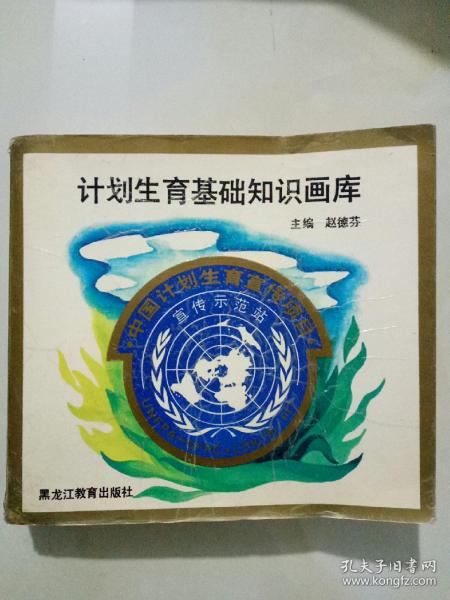 计划生育基础知识画库
主编 赵德芬
中国计划生育宣传项目
宣传示范站
黑龙江教育出版社
孔夫子旧书网
www.kongfz.com